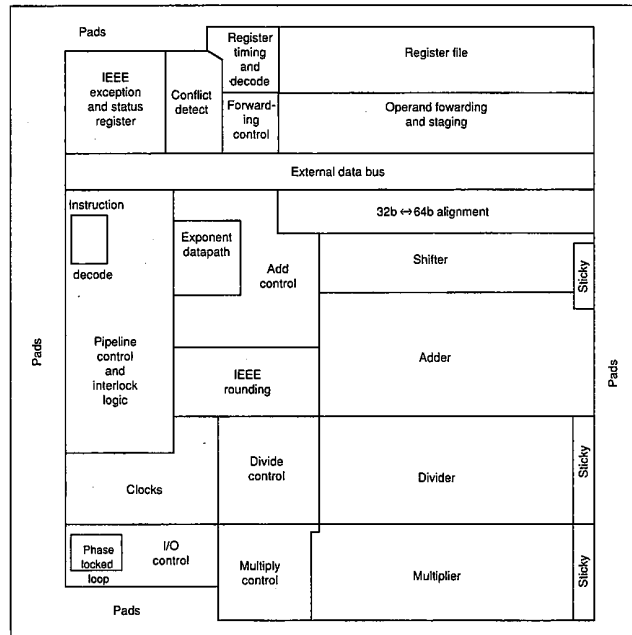 Pads
Register
timing
and
decode
Register file
IEEE
exception
and status
register
Conflict
detect
Forward-
ing
control
Operand fowarding
and staging
External data bus
Instruction
decode
32b ⇔ 64b alignment
Exponent
datapath
Add
control
Shifter
Sticky
Pipeline
control
and
interlock
logic
Pads
Adder
Pads
IEEE
rounding
Clocks
Divide
control
Divider
Sticky
Phase
locked
loop
I/O
control
Multiply
control
Multiplier
Sticky
Pads